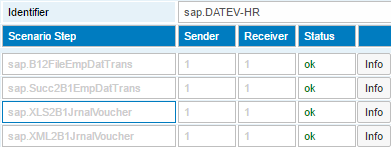 Identifier sap.DATEV-HR
Scenario Step Sender Receiver Status
sap.B12FileEmpDatTrans 1 1 ok Info
sap.Succ2B1EmpDatTrans 1 1 ok Info
sap.XLS2B1JrnalVoucher 1 1 ok Info
sap.XML2B1JrnalVoucher 1 1 ok Info